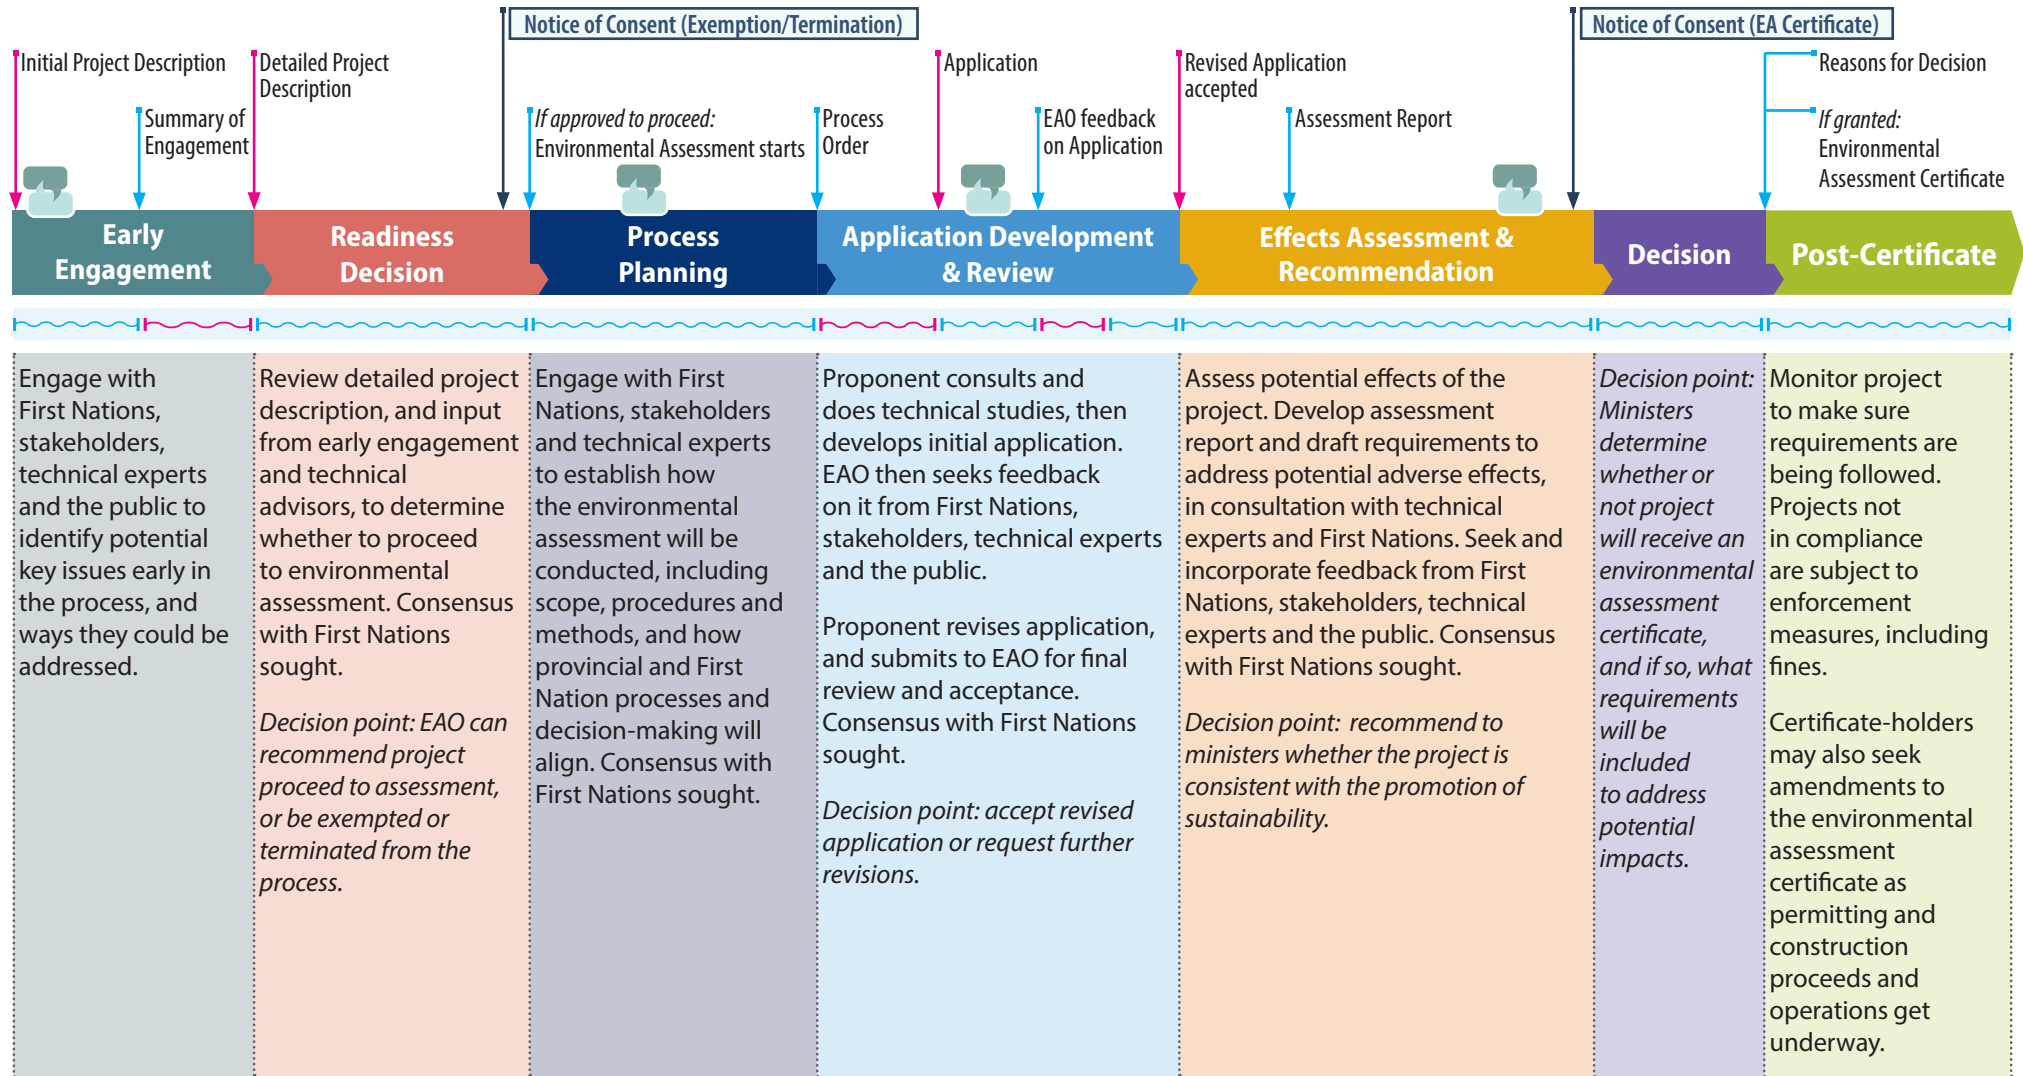 Notice of Consent (Exemption/Termination)
Notice of Consent (EA Certificate)
Initial Project Description
Summary of
Engagement
Detailed Project
Description
If approved to proceed:
Environmental Assessment starts
Process
Order
Application
EAO feedback
on Application
Revised Application
accepted
Assessment Report
Reasons for Decision
If granted:
Environmental
Assessment Certificate
Early
Engagement
Readiness
Decision
Process
Planning
Application Development
& Review
Effects Assessment &
Recommendation
Decision
Post-Certificate
Engage with
First Nations,
stakeholders,
technical experts
and the public to
identify potential
key issues early in
the process, and
ways they could be
addressed.
Review detailed project
description, and input
from early engagement
and technical
advisors, to determine
whether to proceed
to environmental
assessment. Consensus
with First Nations
sought.
Decision point: EAO can
recommend project
proceed to assessment,
or be exempted or
terminated from the
process.
Engage with First
Nations, stakeholders
and technical experts
to establish how
the environmental
assessment will be
conducted, including
scope, procedures and
methods, and how
provincial and First
Nation processes and
decision-making will
align. Consensus with
First Nations sought.
Proponent consults and
does technical studies, then
develops initial application.
EAO then seeks feedback
on it from First Nations,
stakeholders, technical experts
and the public.
Proponent revises application,
and submits to EAO for final
review and acceptance.
Consensus with First Nations
sought.
Decision point: accept revised
application or request further
revisions.
Assess potential effects of the
project. Develop assessment
report and draft requirements to
address potential adverse effects,
in consultation with technical
experts and First Nations. Seek and
incorporate feedback from First
Nations, stakeholders, technical
experts and the public. Consensus
with First Nations sought.
Decision point: recommend to
ministers whether the project is
consistent with the promotion of
sustainability.
Decision point:
Ministers
determine
whether or
not project
will receive an
environmental
assessment
certificate,
and if so, what
requirements
will be
included
to address
potential
impacts.
Monitor project
to make sure
requirements are
being followed.
Projects not
in compliance
are subject to
enforcement
measures, including
fines.
Certificate-holders
may also seek
amendments to
the environmental
assessment
certificate as
permitting and
construction
proceeds and
operations get
underway.